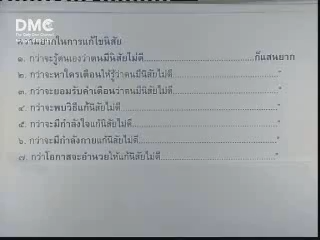 DMC
The Dhamma Media Channel
ความยากในการแก้ไขนิสัย
๑. กว่าจะรู้ตนเองว่าตนมีนิสัยไม่ดี..............................ก็แสนยาก
๒. กว่าจะหาใครเตือนให้รู้ว่าตนมีนิสัยไม่ดี..............................”
๓. กว่าจะยอมรับคำเตือนว่าตนมีนิสัยไม่ดี..............................”
๔. กว่าจะพบวิธีแก้นิสัยไม่ดี..............................”
๕. กว่าจะมีกำลังใจแก้นิสัยไม่ดี..............................”
๖. กว่าจะมีกำลังกายแก้นิสัยไม่ดี..............................”
๗. กว่าโอกาสจะอำนวยให้แก้นิสัยไม่ดี..............................”